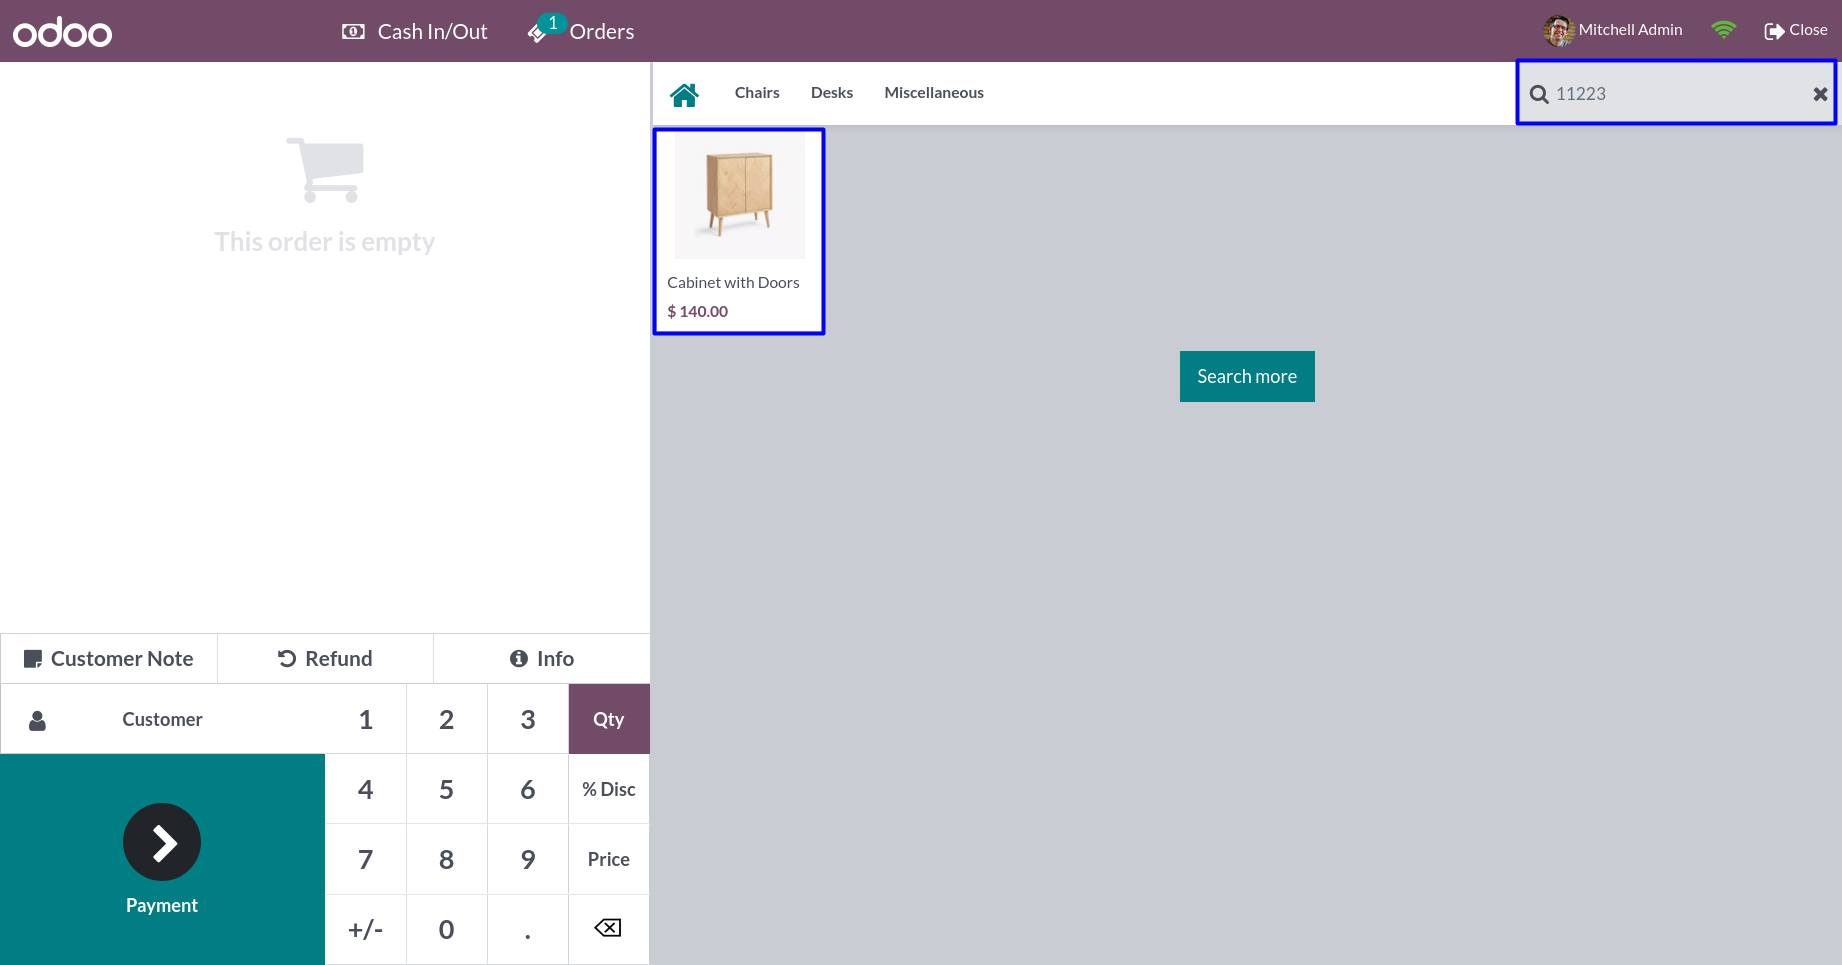 odoo
Cash In/Out
1
Orders
Mitchell Admin
Close
Chairs
Desks
Miscellaneous
11223
This order is empty
Cabinet with Doors
$ 140.00
Search more
Customer Note
Refund
Info
Customer
1
2
3
Qty
4
5
6
% Disc
7
8
9
Price
Payment
+/-
0
.